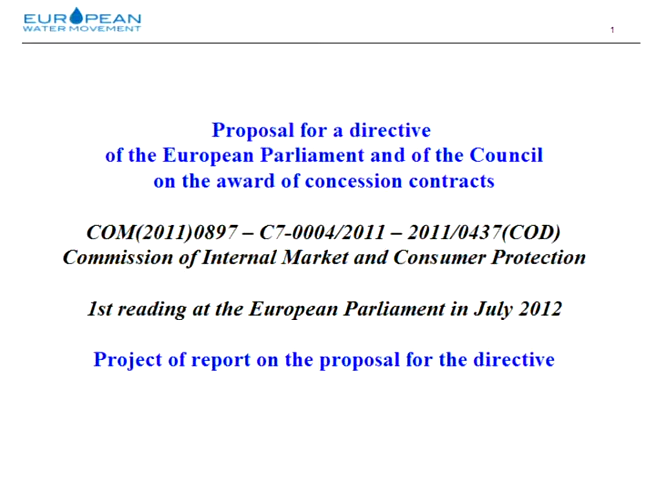 EUROPEAN
WATER MOVEMENT
1
Proposal for a directive
of the European Parliament and of the Council
on the award of concession contracts
COM(2011)0897 – C7-0004/2011 – 2011/0437(COD)
Commission of Internal Market and Consumer Protection
1st reading at the European Parliament in July 2012
Project of report on the proposal for the directive